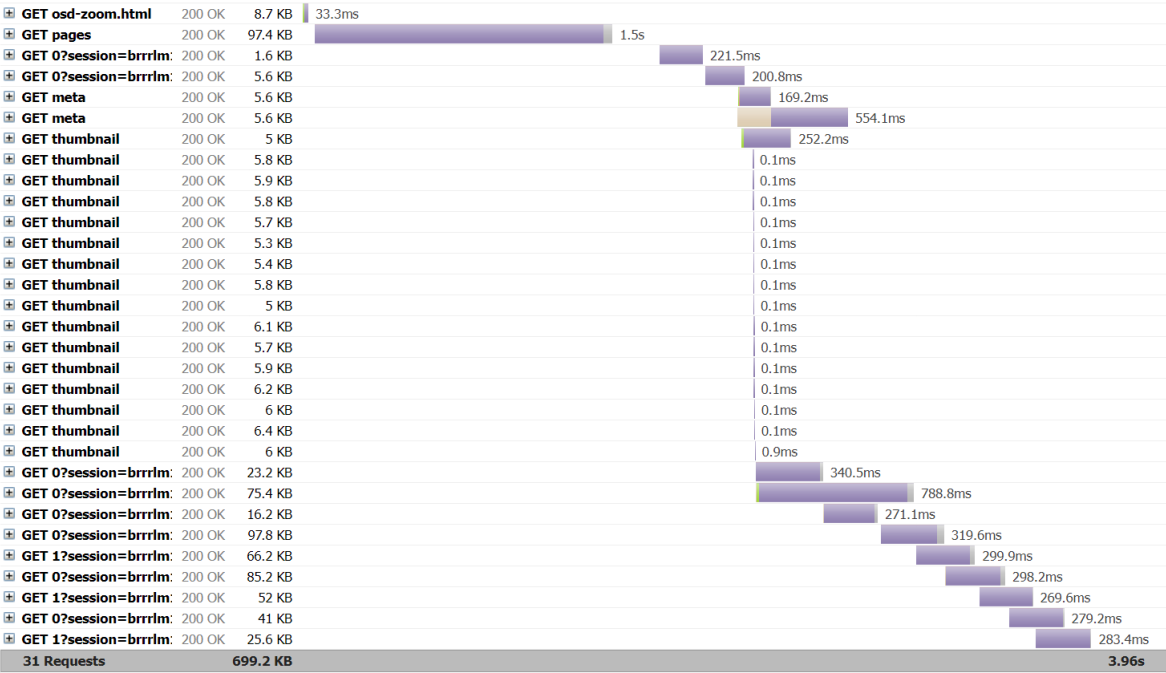 GET osd-zoom.html 200 OK 8.7 KB 33.3ms
GET pages 200 OK 97.4 KB 1.5s
GET 0?session=brrrlm: 200 OK 1.6 KB 221.5ms
GET 0?session=brrrlm: 200 OK 5.6 KB 200.8ms
GET meta 200 OK 5.6 KB 169.2ms
GET meta 200 OK 5.6 KB 554.1ms
GET thumbnail 200 OK 5 KB 252.2ms
GET thumbnail 200 OK 5.8 KB 0.1ms
GET thumbnail 200 OK 5.9 KB 0.1ms
GET thumbnail 200 OK 5.8 KB 0.1ms
GET thumbnail 200 OK 5.7 KB 0.1ms
GET thumbnail 200 OK 5.3 KB 0.1ms
GET thumbnail 200 OK 5.4 KB 0.1ms
GET thumbnail 200 OK 5.8 KB 0.1ms
GET thumbnail 200 OK 5 KB 0.1ms
GET thumbnail 200 OK 6.1 KB 0.1ms
GET thumbnail 200 OK 5.7 KB 0.1ms
GET thumbnail 200 OK 5.9 KB 0.1ms
GET thumbnail 200 OK 6.2 KB 0.1ms
GET thumbnail 200 OK 6 KB 0.1ms
GET thumbnail 200 OK 6.4 KB 0.1ms
GET thumbnail 200 OK 6 KB 0.9ms
GET 0?session=brrrlm: 200 OK 23.2 KB 340.5ms
GET 0?session=brrrlm: 200 OK 75.4 KB 788.8ms
GET 0?session=brrrlm: 200 OK 16.2 KB 271.1ms
GET 0?session=brrrlm: 200 OK 97.8 KB 319.6ms
GET 1?session=brrrlm: 200 OK 66.2 KB 299.9ms
GET 0?session=brrrlm: 200 OK 85.2 KB 298.2ms
GET 1?session=brrrlm: 200 OK 52 KB 269.6ms
GET 0?session=brrrlm: 200 OK 41 KB 279.2ms
GET 1?session=brrrlm: 200 OK 25.6 KB 283.4ms
31 Requests 699.2 KB 3.96s